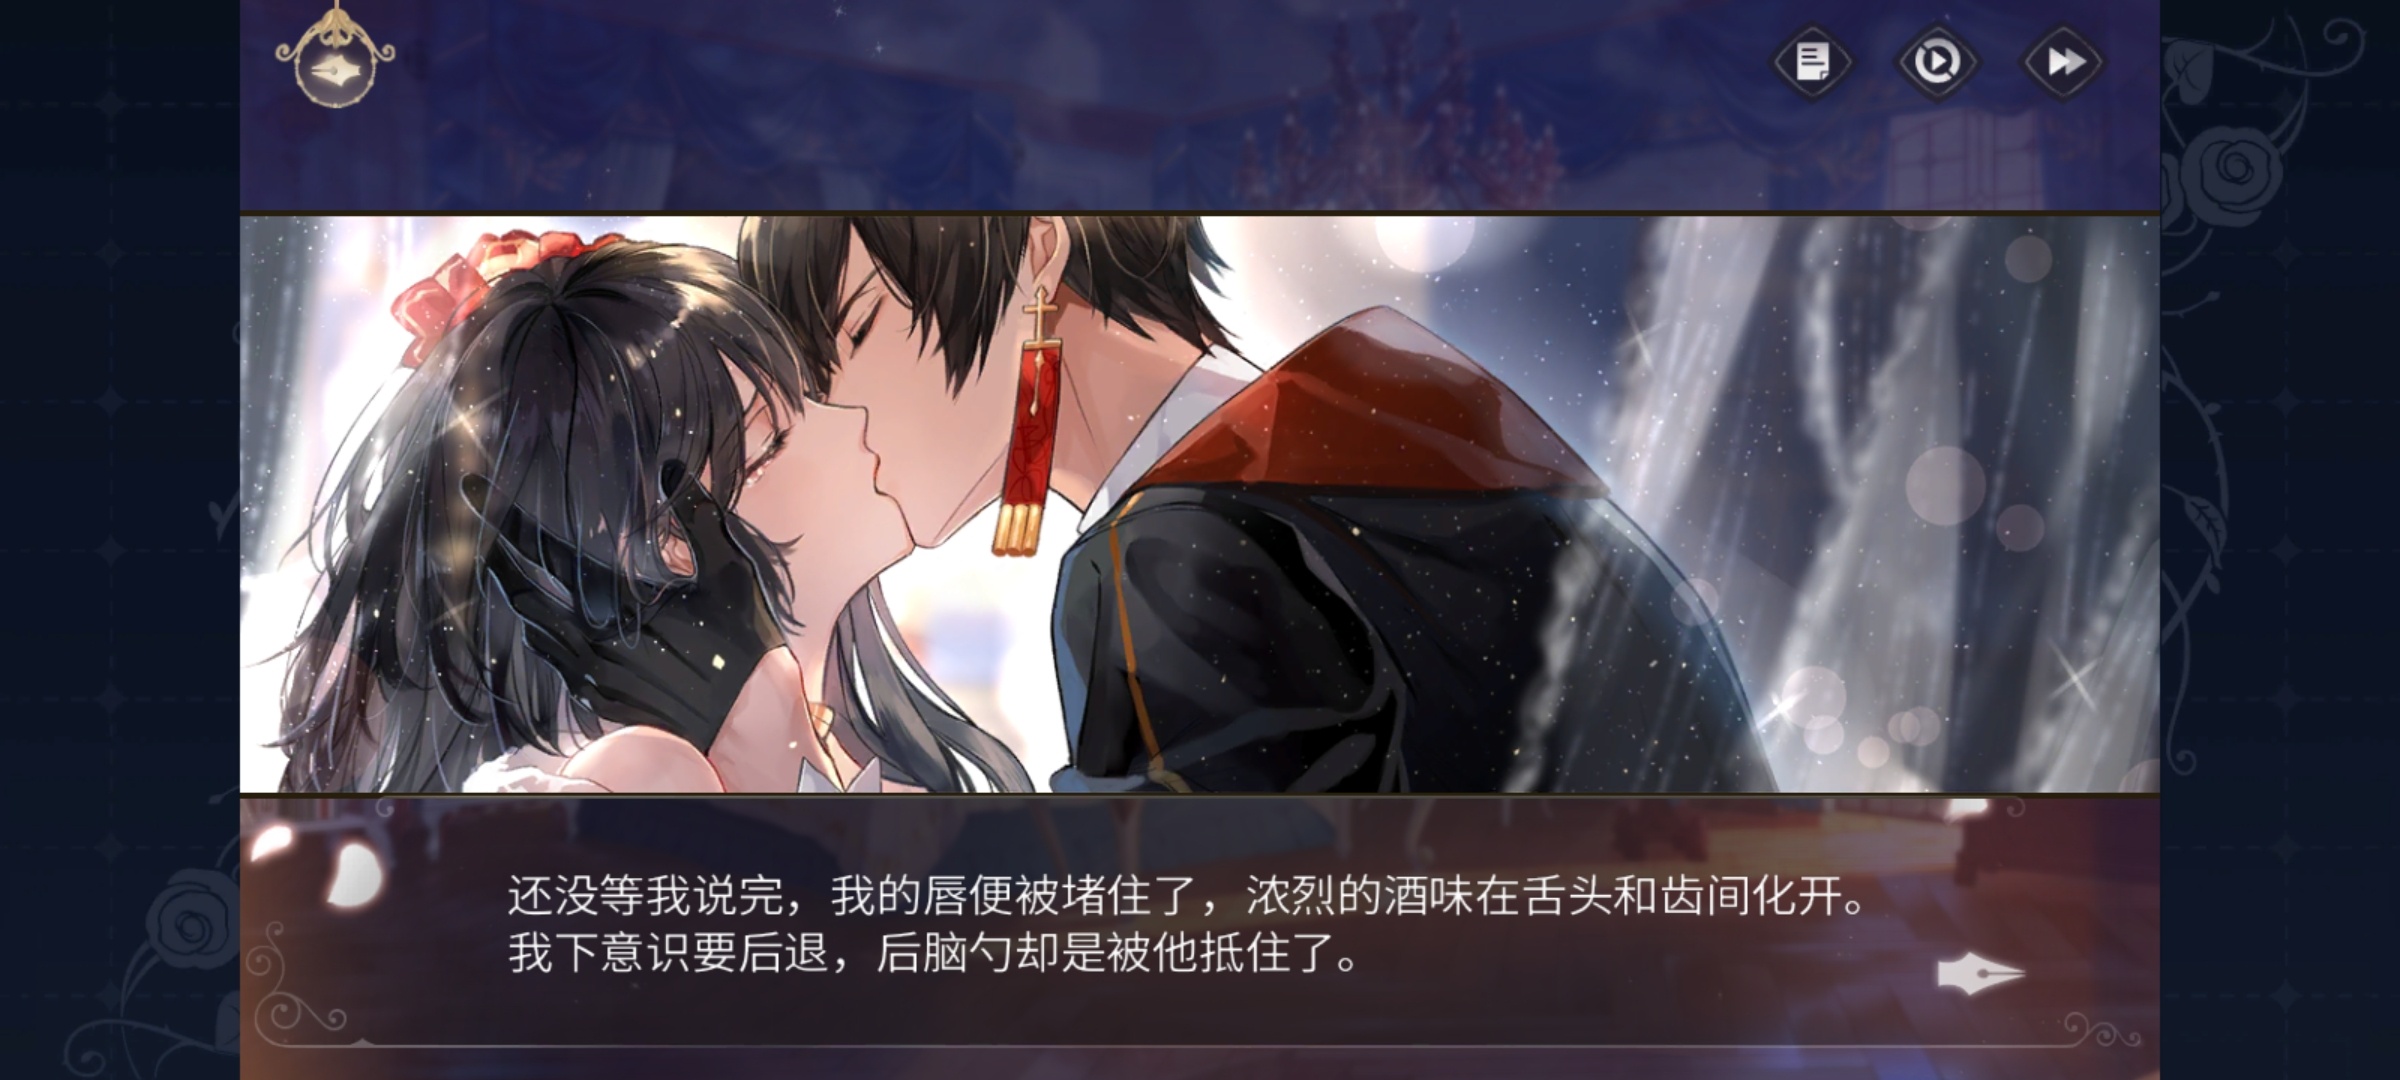 还没等我说完，我的唇便被堵住了，浓烈的酒味在舌头和齿间化开。
我下意识要后退，后脑勺却是被他抵住了。